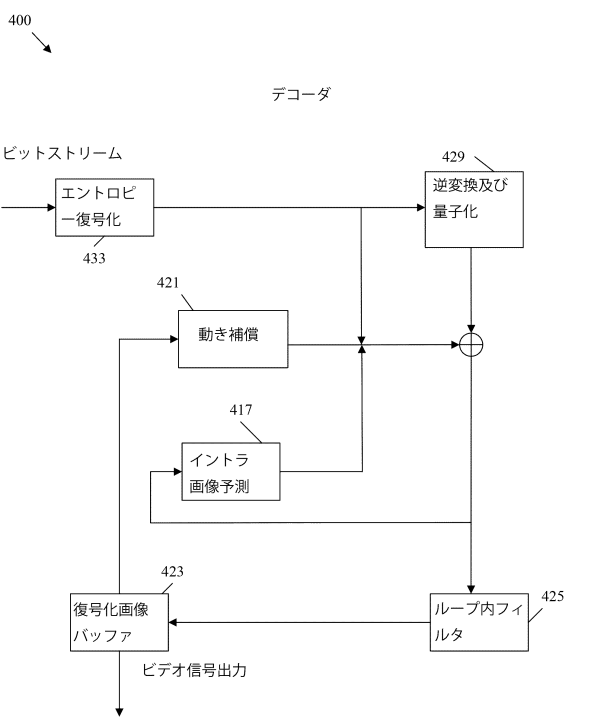 400
デコーダ
ビットストリーム
429
エントロピ
ー復号化
逆変換及び
量子化
433
421
動き補償
417
イントラ
画像予測
423
425
復号化画像
バッファ
ループ内フィ
ルタ
ビデオ信号出力